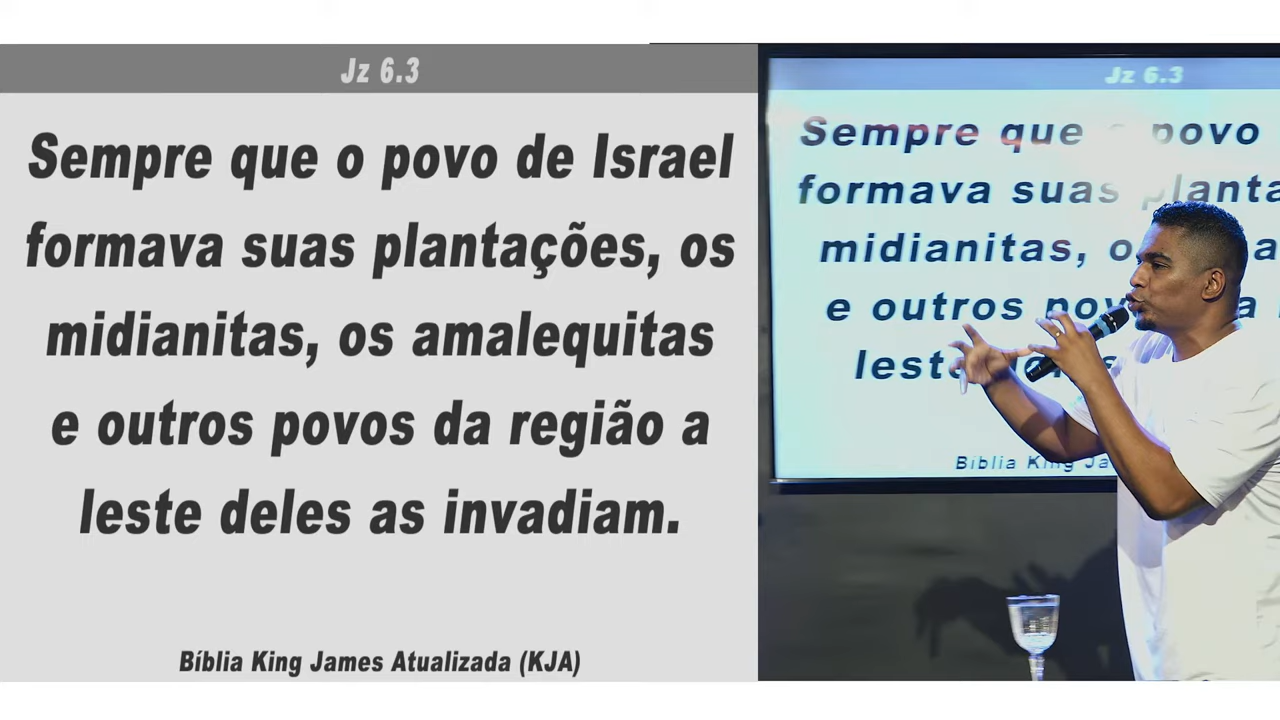 Jz 6.3
Sempre que o povo de Israel
formava suas plantações, os
midianitas, os amalequitas
e outros povos da região a
leste deles as invadiam.
Bíblia King James Atualizada (KJA)
Jz 6.3
Sempre que povo
formava suas
midianitas,
e outros
Bíblia King